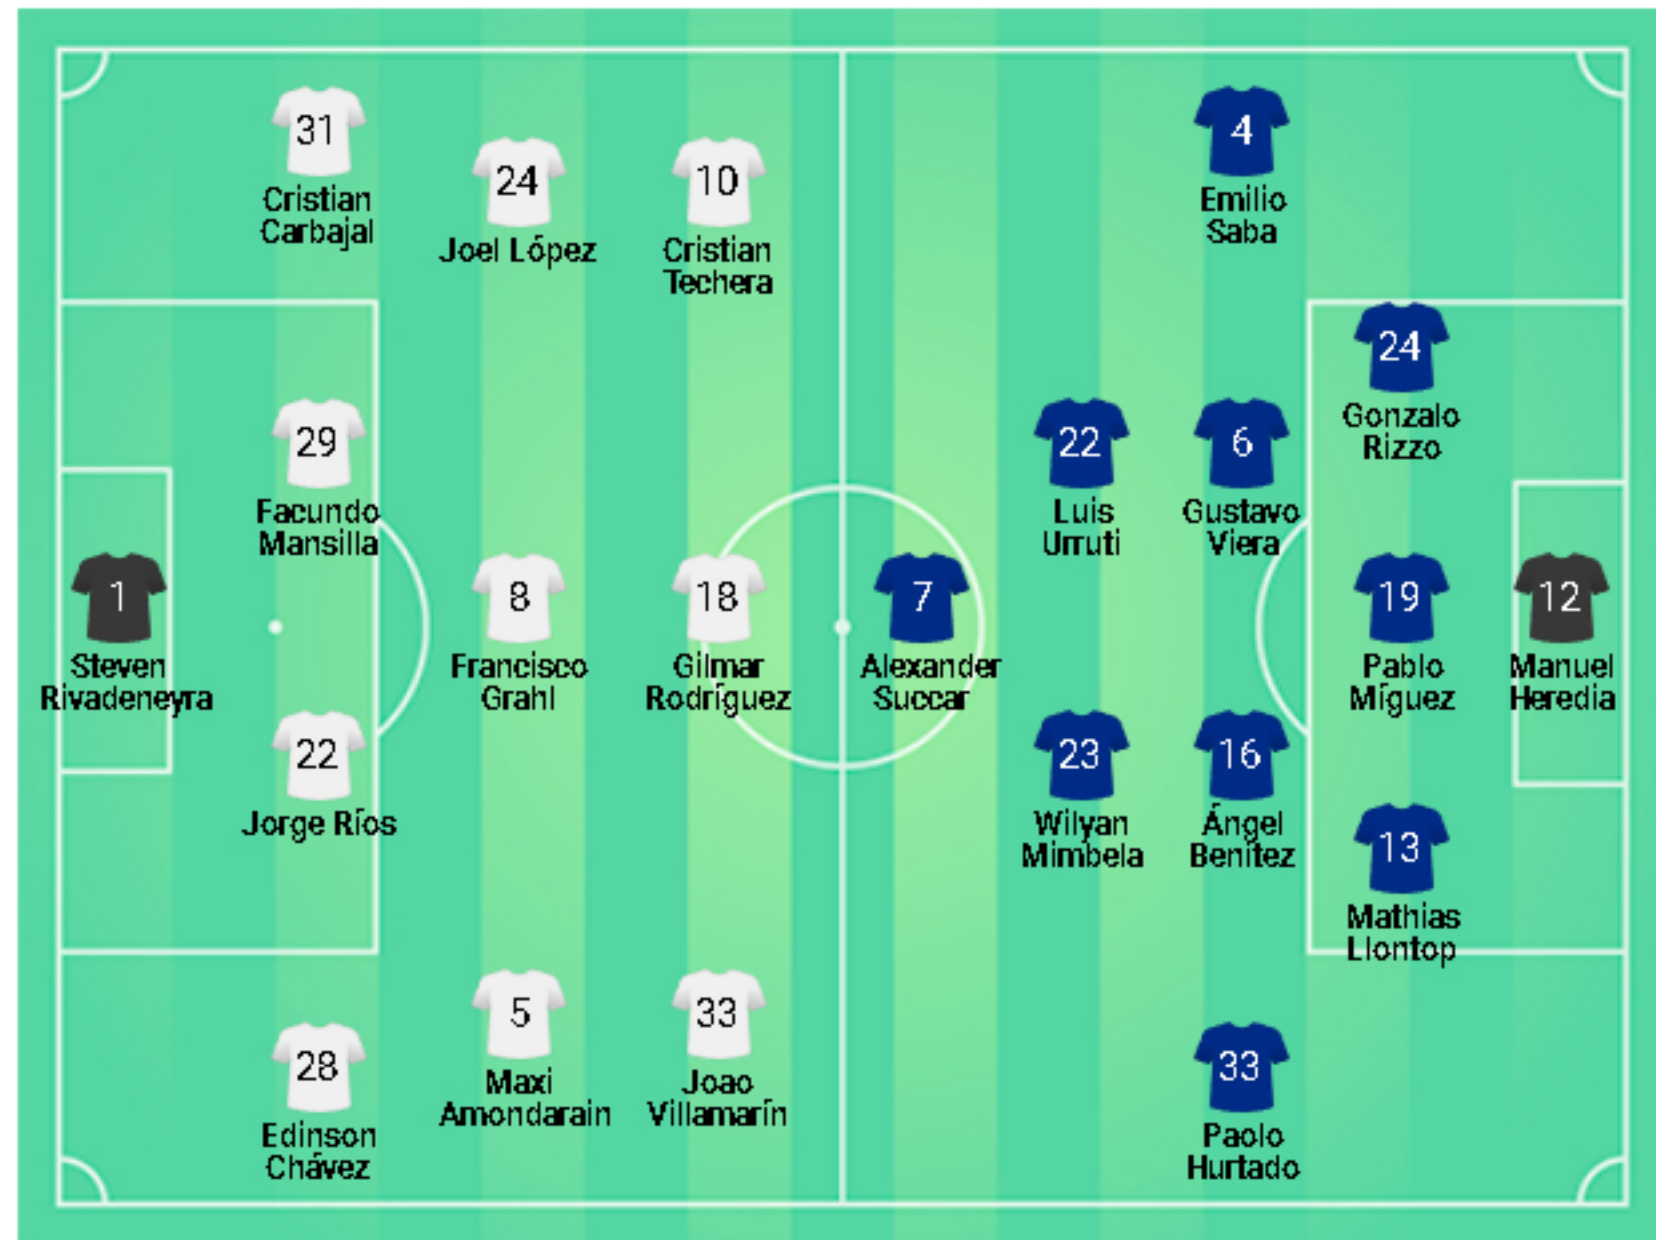 31
Cristian
Carbajal
24
Joel López
10
Cristian
Techera
4
Emilio
Saba
29
Facundo
Mansilla
22
Luis
Urruti
6
Gustavo
Viera
24
Gonzalo
Rizzo
1
Steven
Rivadeneyra
8
Francisco
Grahl
18
Gilmar
Rodríguez
7
Alexander
Succar
19
Pablo
Míguez
12
Manuel
Heredia
22
Jorge Ríos
23
Wilyan
Mimbela
16
Ángel
Benítez
13
Mathias
Llontop
28
Edinson
Chávez
5
Maxi
Amondarain
33
Joao
Villamarín
33
Paolo
Hurtado